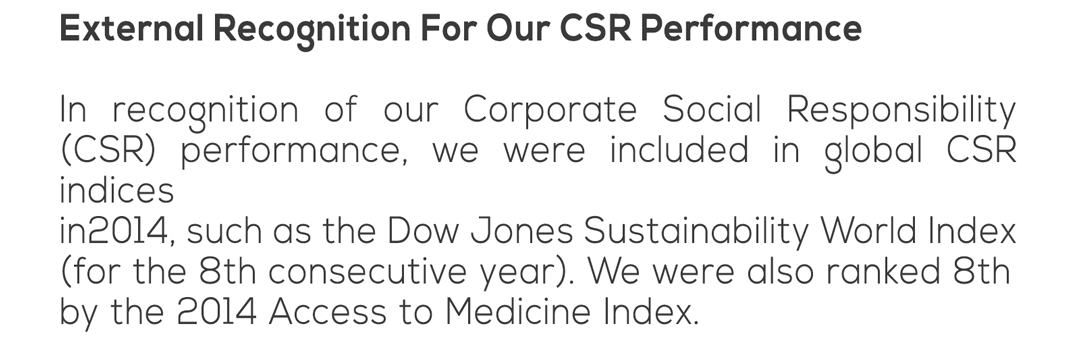 External Recognition For Our CSR Performance
In recognition of our Corporate Social Responsibility
(CSR) performance, we were included in global CSR
indices
in2014, such as the Dow Jones Sustainability World Index
(for the 8th consecutive year). We were also ranked 8th
by the 2014 Access to Medicine Index.